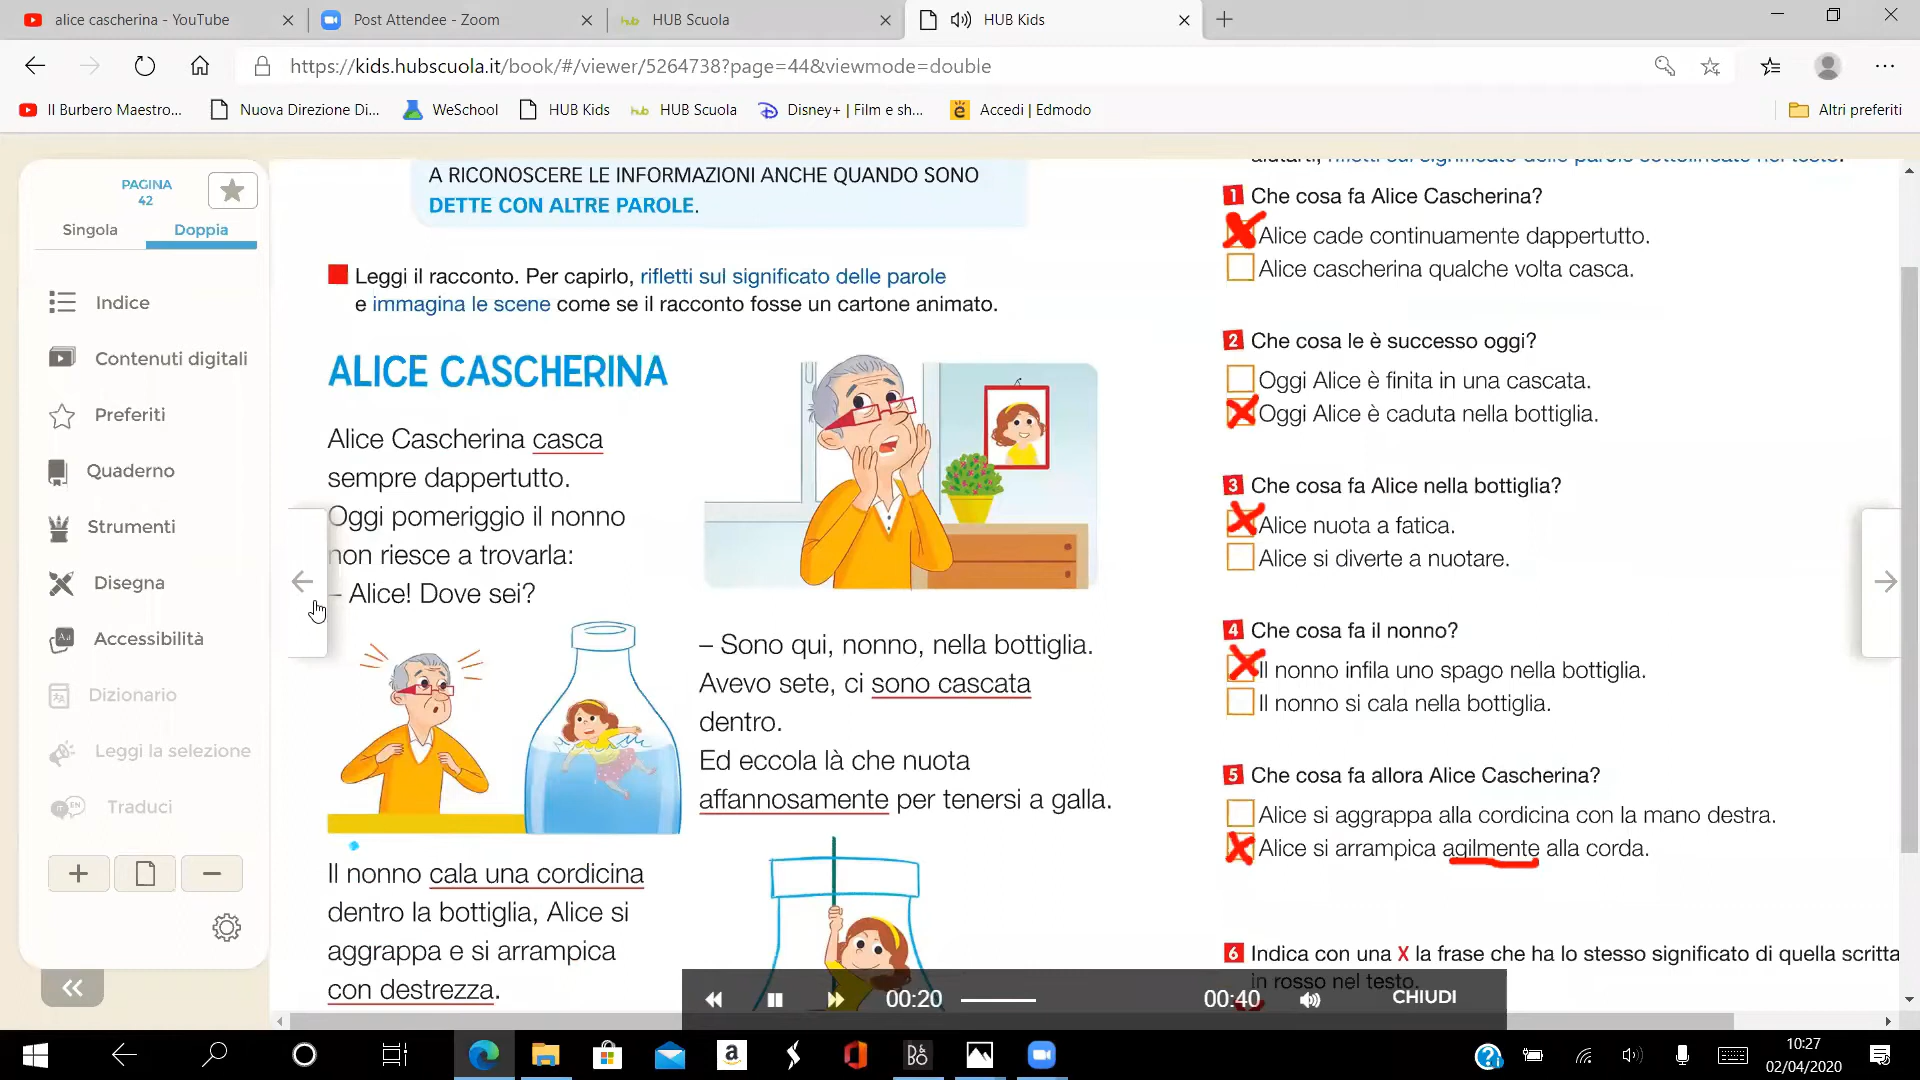 alice cascherina - YouTube
Post Attendee - Zoom
HUB Scuola
HUB Kids
https://kids.hubscuola.it/book/#/viewer/5264738?page=44&viewmode=double
Il Burbero Maestro...
Nuova Direzione Di...
WeSchool
HUB Kids
HUB Scuola
Disney+ | Film e sh...
Accedi | Edmodo
Altri preferiti
PAGINA
42
Singola
Doppia
Indice
Contenuti digitali
Preferiti
Quaderno
Strumenti
Disegna
Accessibilità
Dizionario
Leggi la selezione
Traduci
A RICONOSCERE LE INFORMAZIONI ANCHE QUANDO SONO
DETTE CON ALTRE PAROLE.
Leggi il racconto. Per capirlo, rifletti sul significato delle parole
e immagina le scene come se il racconto fosse un cartone animato.
ALICE CASCHERINA
Alice Cascherina casca
sempre dappertutto.
Oggi pomeriggio il nonno
non riesce a trovarla:
– Alice! Dove sei?
– Sono qui, nonno, nella bottiglia.
Avevo sete, ci sono cascata
dentro.
Ed eccola là che nuota
affannosamente per tenersi a galla.
Il nonno cala una cordicina
dentro la bottiglia, Alice si
aggrappa e si arrampica
con destrezza.
aiutarti, rifletti sul significato delle parole sottolineate nel testo.
1 Che cosa fa Alice Cascherina?
Alice cade continuamente dappertutto.
Alice cascherina qualche volta casca.
2 Che cosa le è successo oggi?
Oggi Alice è finita in una cascata.
Oggi Alice è caduta nella bottiglia.
3 Che cosa fa Alice nella bottiglia?
Alice nuota a fatica.
Alice si diverte a nuotare.
4 Che cosa fa il nonno?
Il nonno infila uno spago nella bottiglia.
Il nonno si cala nella bottiglia.
5 Che cosa fa allora Alice Cascherina?
Alice si aggrappa alla cordicina con la mano destra.
Alice si arrampica agilmente alla corda.
6 Indica con una X la frase che ha lo stesso significato di quella scritta
in rosso nel testo.
00:20
00:40
CHIUDI
10:27
02/04/2020